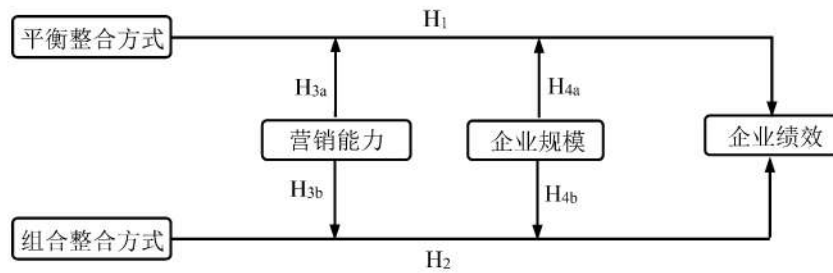 H1
平衡整合方式
H3a
H4a
营销能力
企业规模
企业绩效
H3b
H4b
组合整合方式
H2